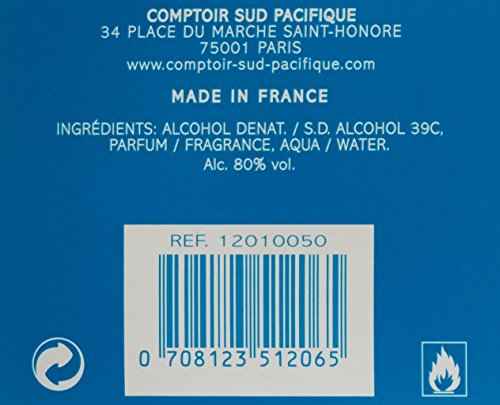 COMPTOIR SUD PACIFIQUE
34 PLACE DU MARCHE SAINT-HONORE
75001 PARIS
www.comptoir-sud-pacifique.com
MADE IN FRANCE
INGRÉDIENTS: ALCOHOL DENAT. / S.D. ALCOHOL 39C,
PARFUM / FRAGRANCE, AQUA / WATER.
Alc. 80% vol.
REF. 12010050
0 708123 512065